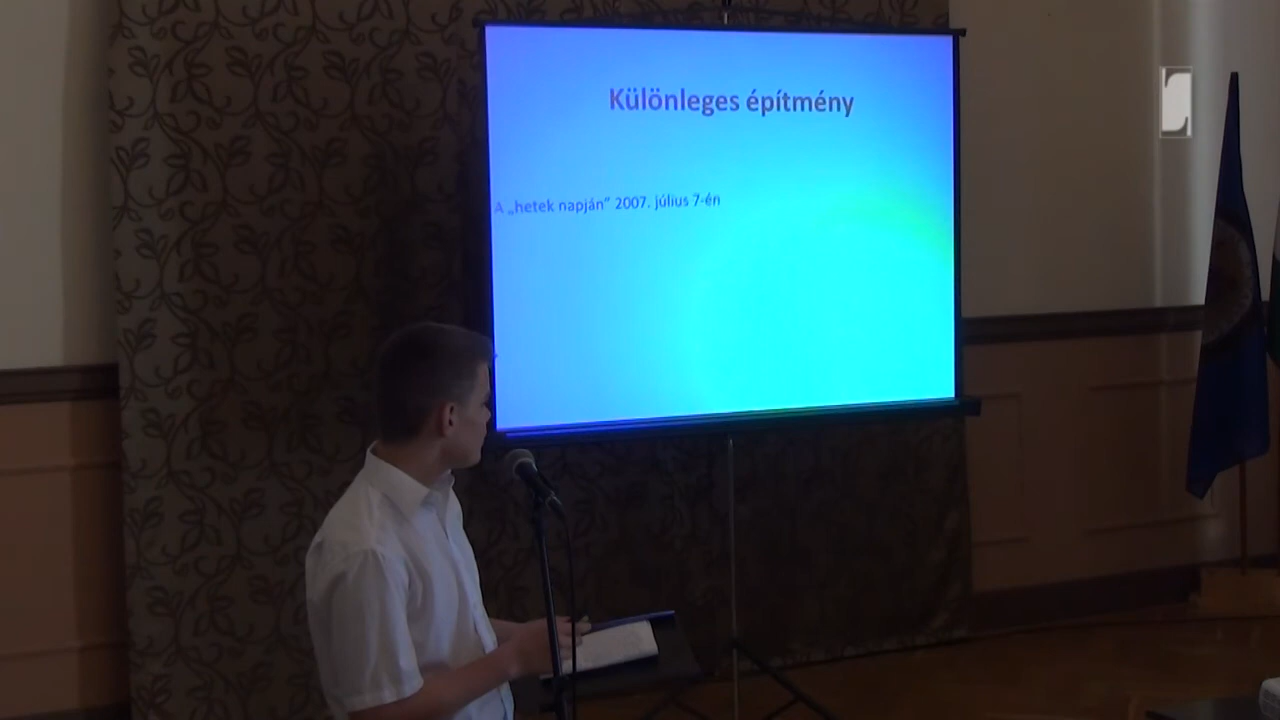 Különleges építmény
A „hetek napján” 2007. július 7-én